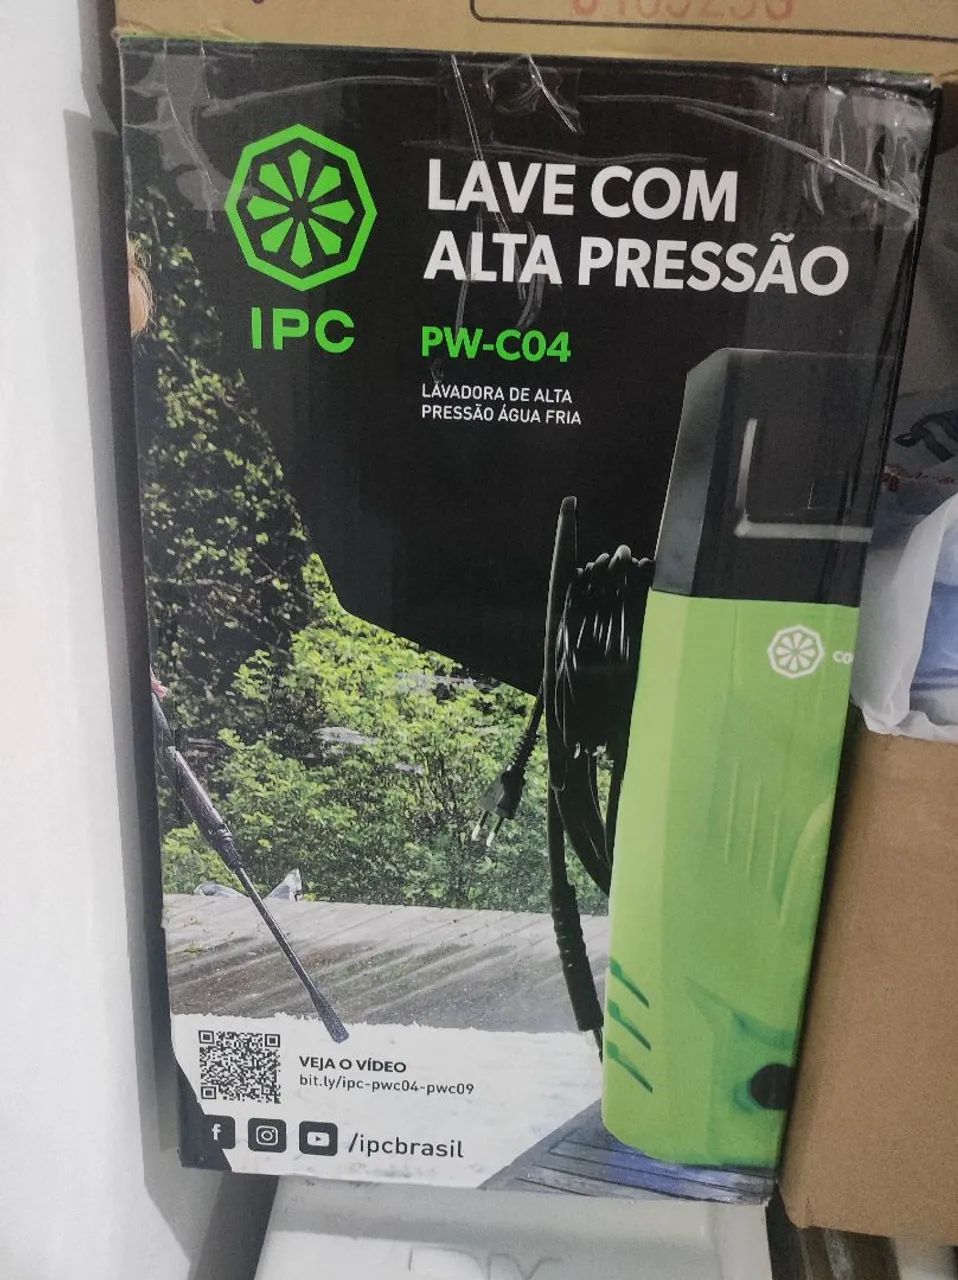 LAVE COM
ALTA PRESSÃO
IPC
PW-C04
LAVADORA DE ALTA
PRESSÃO ÁGUA FRIA
VEJA O VÍDEO
bit.ly/ipc-pwc04-pwc09
/ipcbrasil